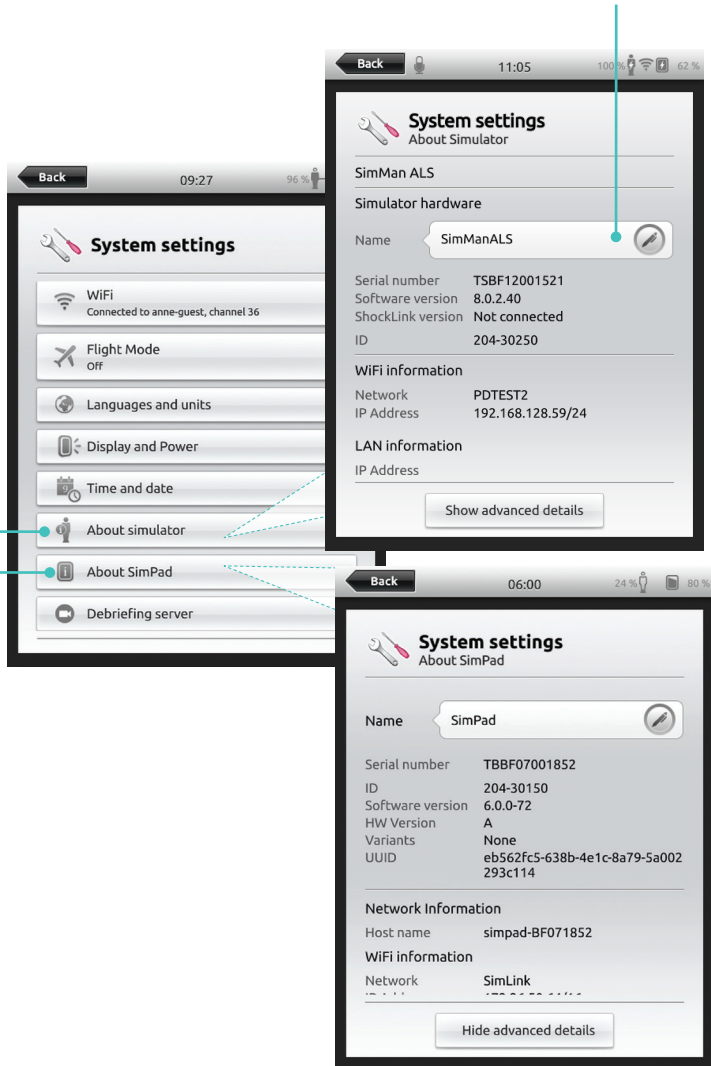 Back
09:27
96 %
System settings
WiFi
Connected to anne-guest, channel 36
Flight Mode
Off
Languages and units
Display and Power
9
Time and date
About simulator
About SimPad
Debriefing server
Back
11:05
100 %
62 %
System settings
About Simulator
SimMan ALS
Simulator hardware
Name SimManALS
Serial number TSBF12001521
Software version 8.0.2.40
ShockLink version Not connected
ID 204-30250
WiFi information
Network PDTEST2
IP Address 192.168.128.59/24
LAN information
IP Address
Show advanced details
Back
06:00
24 %
80 %
System settings
About SimPad
Name SimPad
Serial number TBBF07001852
ID 204-30150
Software version 6.0.0-72
HW Version A
Variants None
UUID eb562fc5-638b-4e1c-8a79-5a002
293c114
Network Information
Host name simpad-BF071852
WiFi information
Network SimLink
Hide advanced details